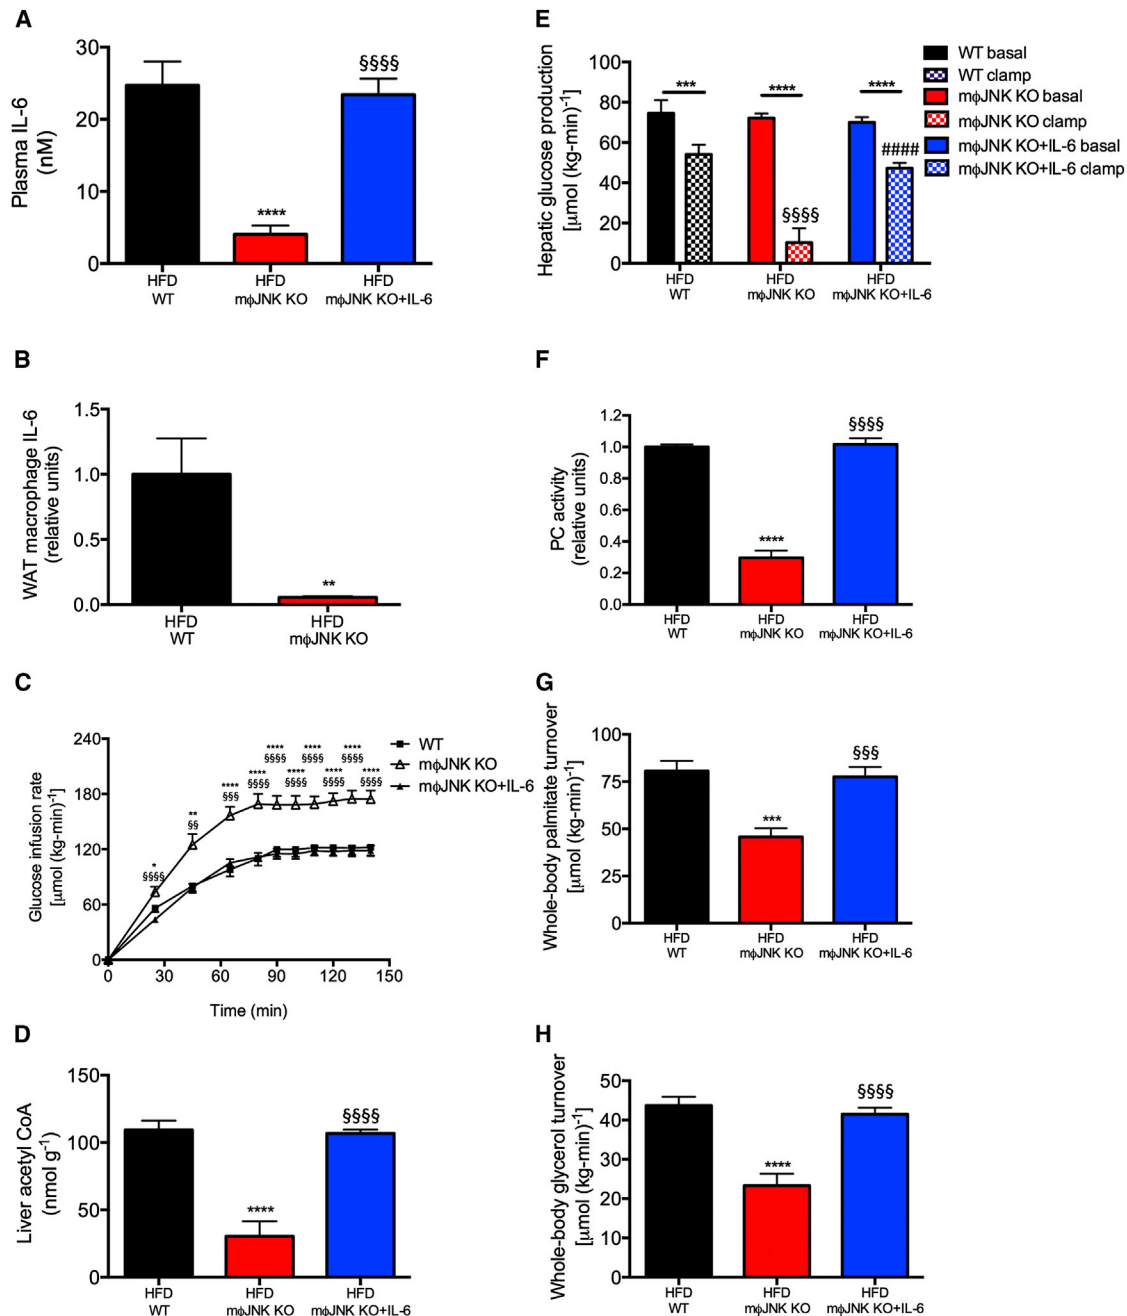 A
Plasma IL-6
(nM)
30
20
10
0
****
§§§§
HFD
WT
HFD
mϕJNK KO
HFD
mϕJNK KO+IL-6
B
WAT macrophage IL-6
(relative units)
1.5
1.0
0.5
0.0
**
HFD
WT
HFD
mϕJNK KO
C
Glucose infusion rate
[µmol (kg-min)⁻¹]
240
180
120
60
0
*
§§§§
**
§§
****
§§§
****
§§§§
****
§§§§
****
§§§§
****
§§§§
****
§§§§
****
§§§§
****
§§§§
WT
mϕJNK KO
mϕJNK KO+IL-6
0
30
60
90
120
150
Time (min)
D
Liver acetyl CoA
(nmol g⁻¹)
150
100
50
0
****
§§§§
HFD
WT
HFD
mϕJNK KO
HFD
mϕJNK KO+IL-6
E
Hepatic glucose production
[µmol (kg-min)⁻¹]
100
80
60
40
20
0
***
****
§§§§
****
####
HFD
WT
HFD
mϕJNK KO
HFD
mϕJNK KO+IL-6
WT basal
WT clamp
mϕJNK KO basal
mϕJNK KO clamp
mϕJNK KO+IL-6 basal
mϕJNK KO+IL-6 clamp
F
PC activity
(relative units)
1.2
1.0
0.8
0.6
0.4
0.2
0.0
****
§§§§
HFD
WT
HFD
mϕJNK KO
HFD
mϕJNK KO+IL-6
G
Whole-body palmitate turnover
[µmol (kg-min)⁻¹]
100
75
50
25
0
***
§§§
HFD
WT
HFD
mϕJNK KO
HFD
mϕJNK KO+IL-6
H
Whole-body glycerol turnover
[µmol (kg-min)⁻¹]
50
40
30
20
10
0
****
§§§§
HFD
WT
HFD
mϕJNK KO
HFD
mϕJNK KO+IL-6